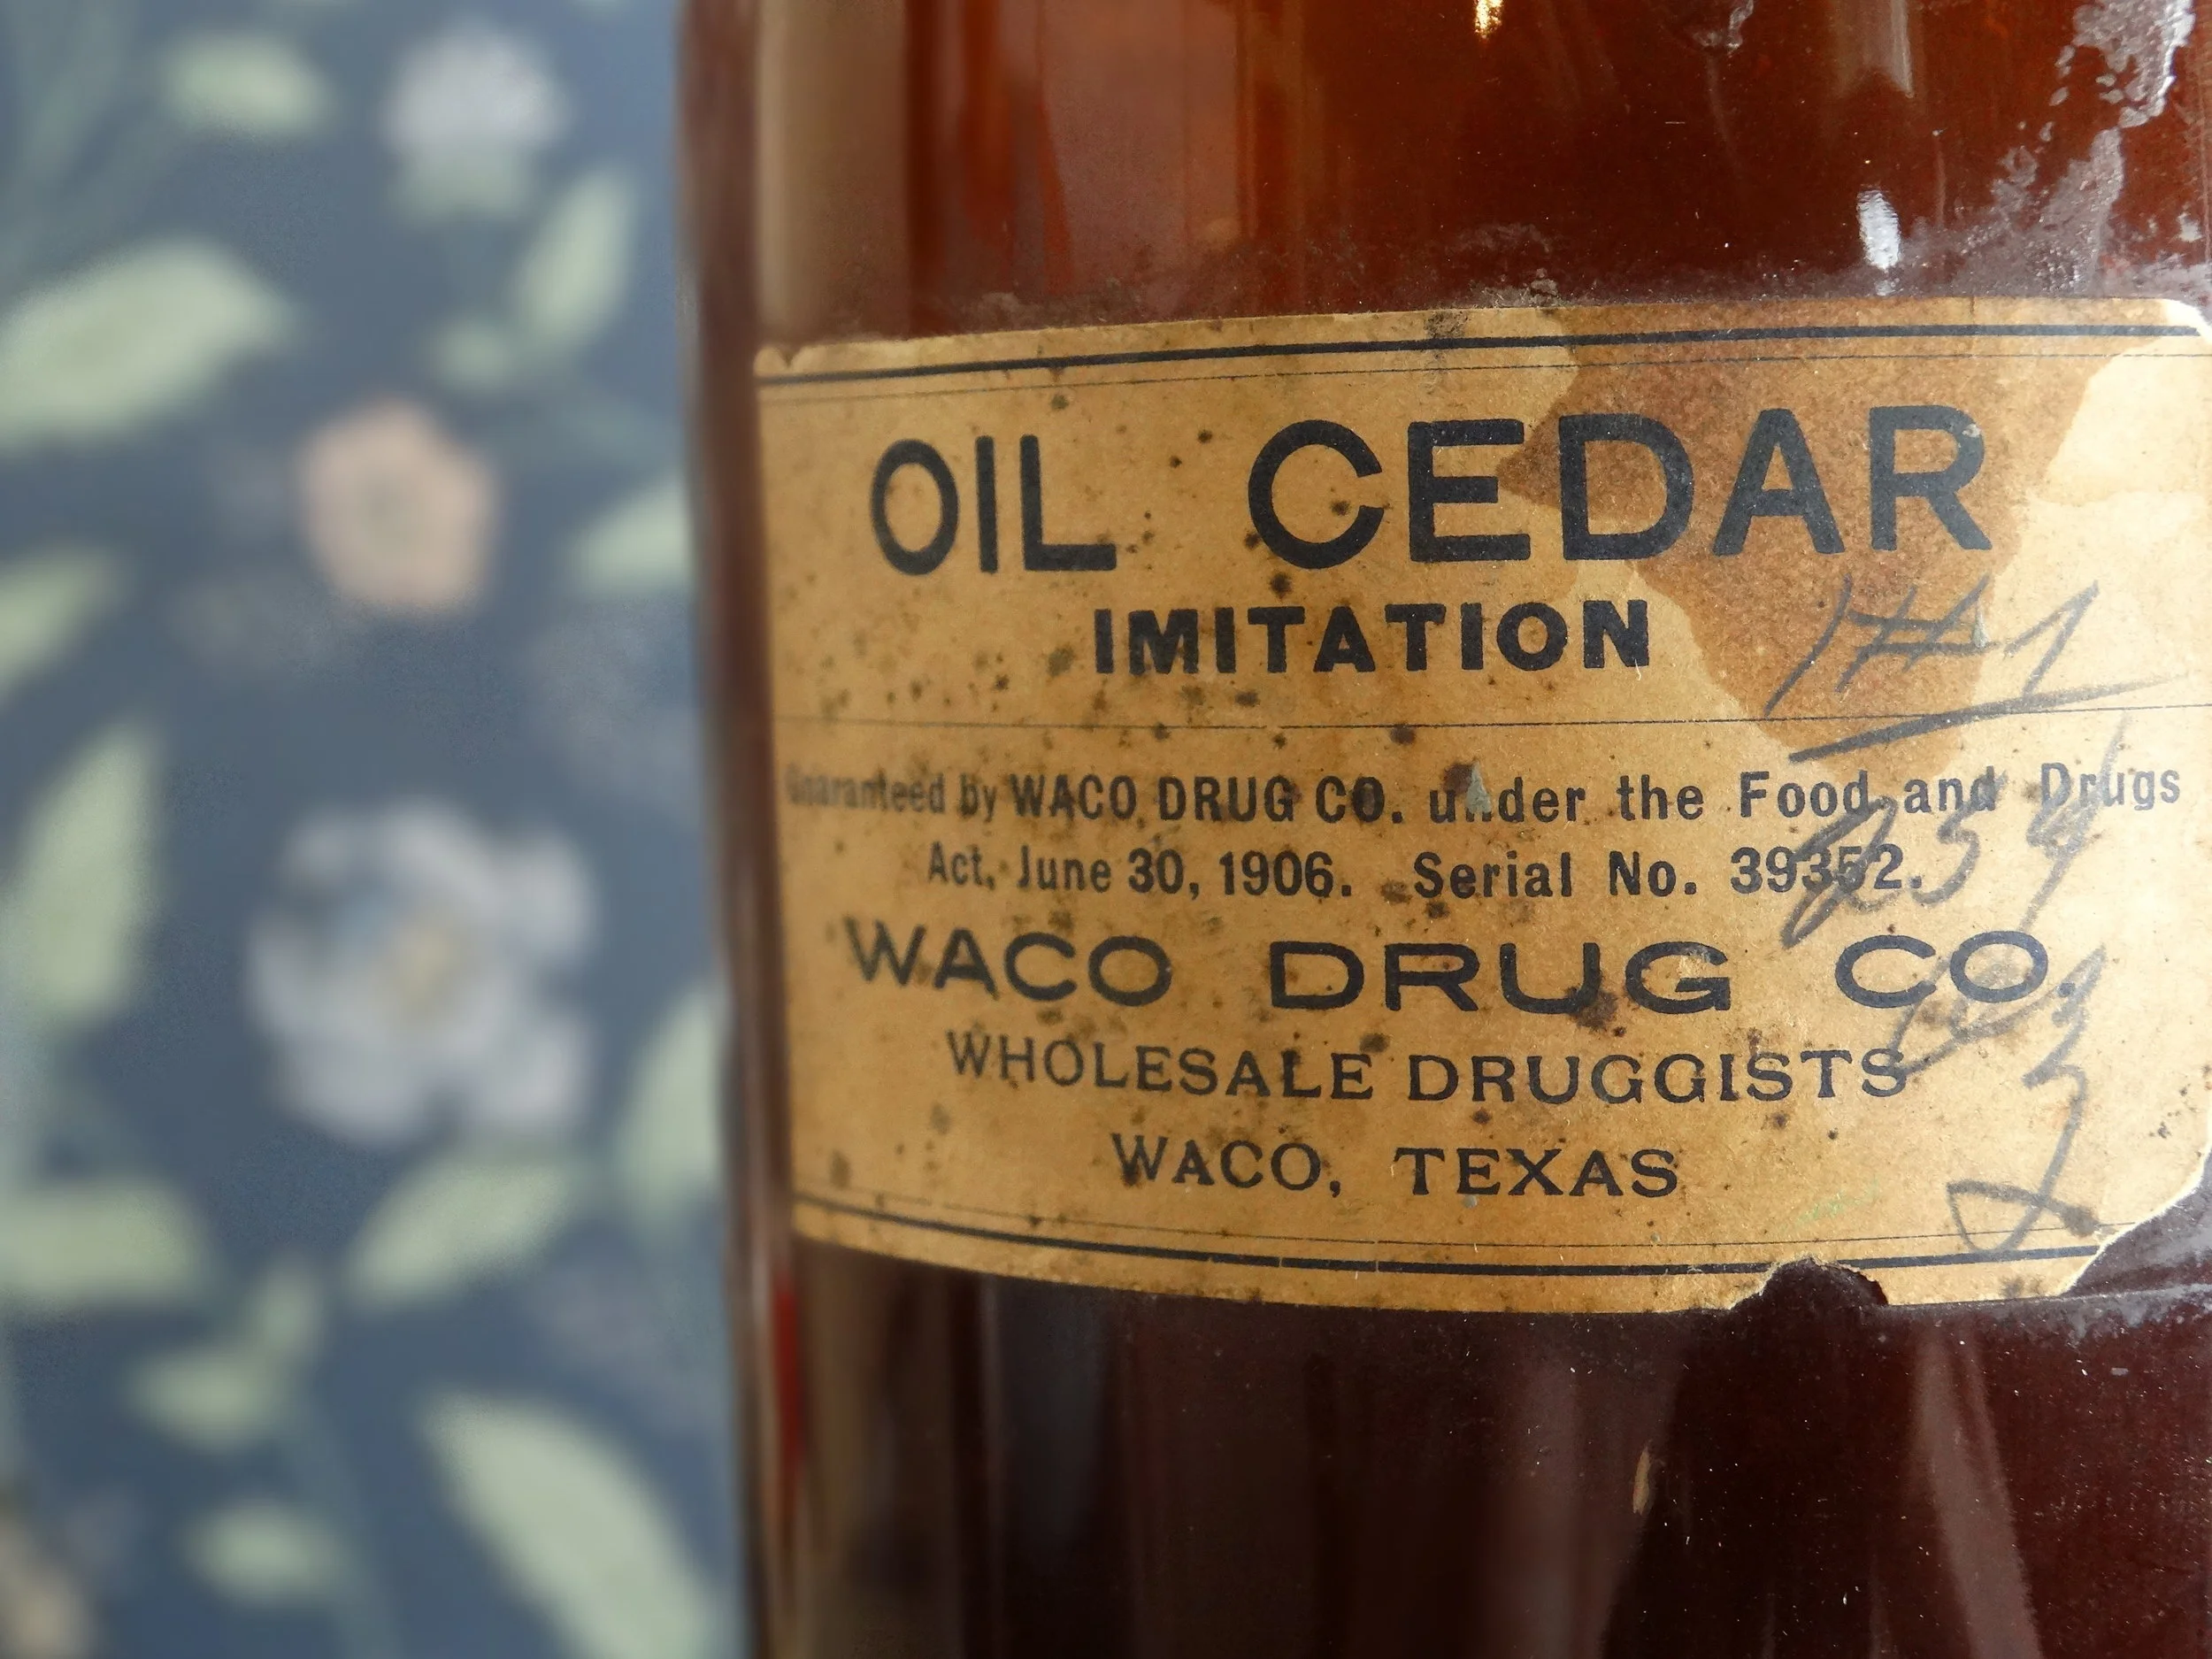 OIL CEDAR
IMITATION
Guaranteed by WACO DRUG CO. under the Food and Drugs
Act, June 30, 1906. Serial No. 39352.
WACO DRUG CO.
WHOLESALE DRUGGISTS
WACO, TEXAS